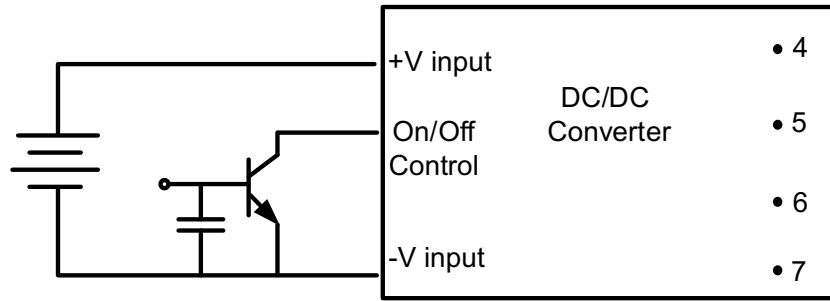 +V input
On/Off
Control
-V input
DC/DC
Converter
4
5
6
7